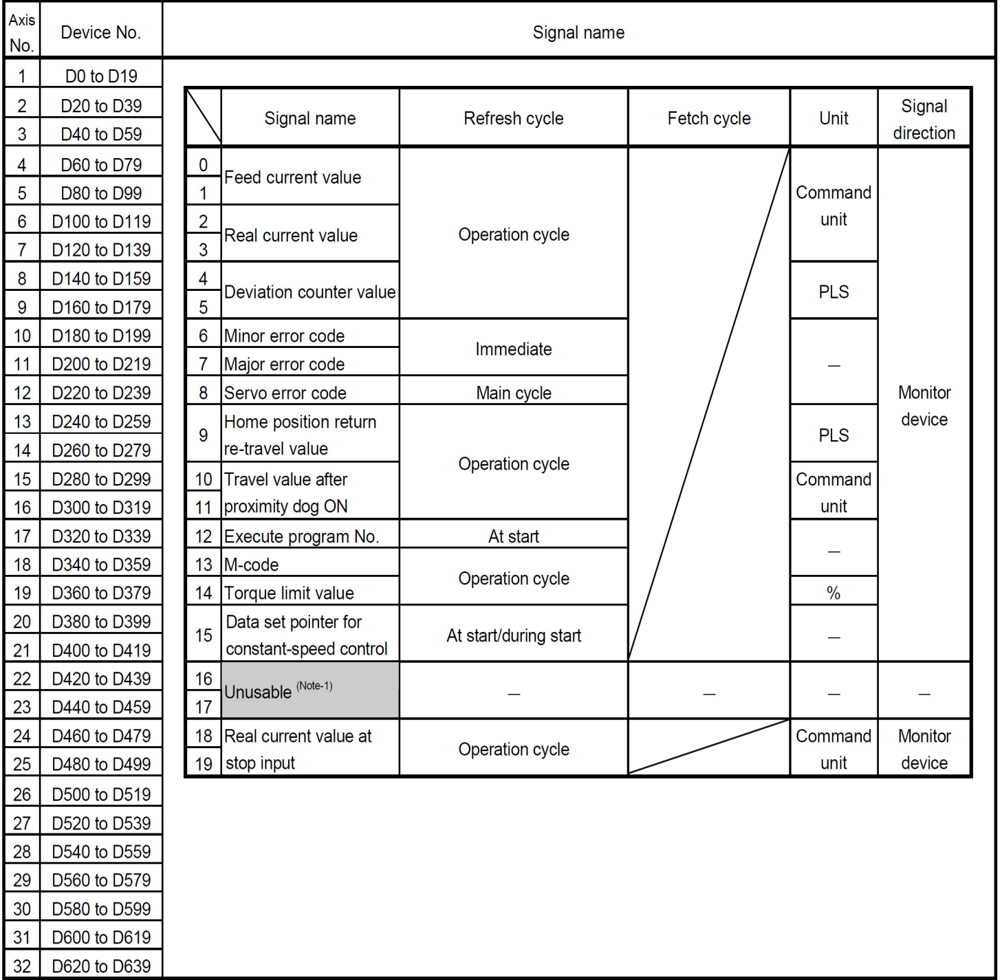 Axis No. Device No. Signal name
1 D0 to D19
2 D20 to D39
3 D40 to D59
4 D60 to D79
5 D80 to D99
6 D100 to D119
7 D120 to D139
8 D140 to D159
9 D160 to D179
10 D180 to D199
11 D200 to D219
12 D220 to D239
13 D240 to D259
14 D260 to D279
15 D280 to D299
16 D300 to D319
17 D320 to D339
18 D340 to D359
19 D360 to D379
20 D380 to D399
21 D400 to D419
22 D420 to D439
23 D440 to D459
24 D460 to D479
25 D480 to D499
26 D500 to D519
27 D520 to D539
28 D540 to D559
29 D560 to D579
30 D580 to D599
31 D600 to D619
32 D620 to D639
Signal name Refresh cycle Fetch cycle Unit Signal direction
0
1
Feed current value
2
3
Real current value
Operation cycle
Command
unit
4
5
Deviation counter value
PLS
6 Minor error code
7 Major error code
Immediate
—
8 Servo error code Main cycle
Monitor
device
9 Home position return
re-travel value
PLS
Operation cycle
10 Travel value after
11 proximity dog ON
Command
unit
12 Execute program No. At start
—
13 M-code
Operation cycle
14 Torque limit value %
15 Data set pointer for
constant-speed control
At start/during start
—
16
17
Unusable (Note-1) — — — —
18 Real current value at
19 stop input
Operation cycle
Command
unit
Monitor
device